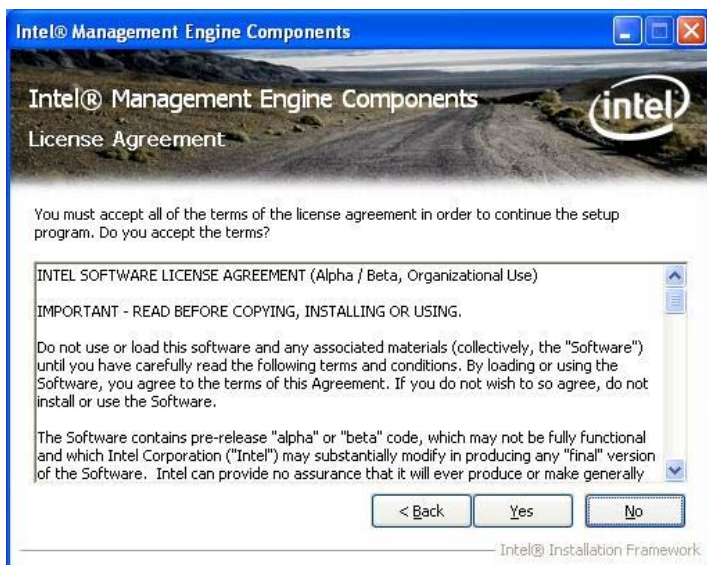 Intel® Management Engine Components
Intel® Management Engine Components
intel
License Agreement
You must accept all of the terms of the license agreement in order to continue the setup
program. Do you accept the terms?
INTEL SOFTWARE LICENSE AGREEMENT (Alpha / Beta, Organizational Use)
IMPORTANT - READ BEFORE COPYING, INSTALLING OR USING.
Do not use or load this software and any associated materials (collectively, the "Software")
until you have carefully read the following terms and conditions. By loading or using the
Software, you agree to the terms of this Agreement. If you do not wish to so agree, do not
install or use the Software.
The Software contains pre-release "alpha" or "beta" code, which may not be fully functional
and which Intel Corporation ("Intel") may substantially modify in producing any "final" version
of the Software. Intel can provide no assurance that it will ever produce or make generally
< Back
Yes
No
Intel® Installation Framework